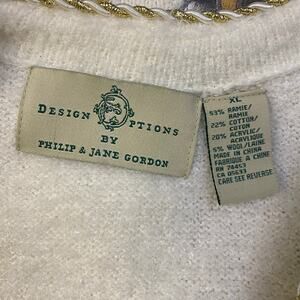 DESIGN OPTIONS
BY
PHILIP & JANE GORDON
XL
53% RAMIE/
RAMIE
22% COTTON/
COTON
20% ACRYLIC/
ACRYLIQUE
5% WOOL/LAINE
MADE IN CHINA
FABRIQUE A CHINE
RN 74453
CA 05633
CARE SEE REVERSE